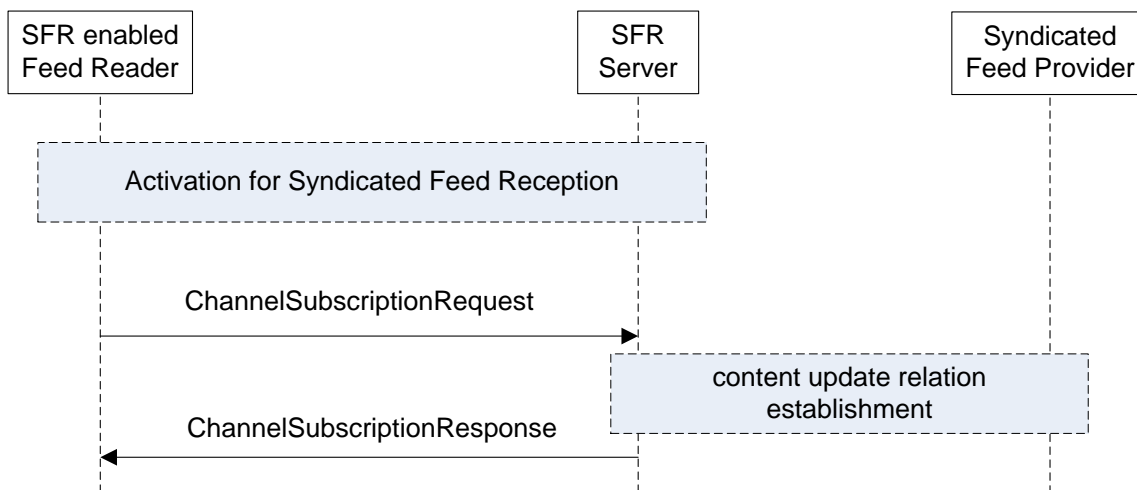 SFR enabled
Feed Reader
SFR
Server
Syndicated
Feed Provider
Activation for Syndicated Feed Reception
ChannelSubscriptionRequest
content update relation
establishment
ChannelSubscriptionResponse